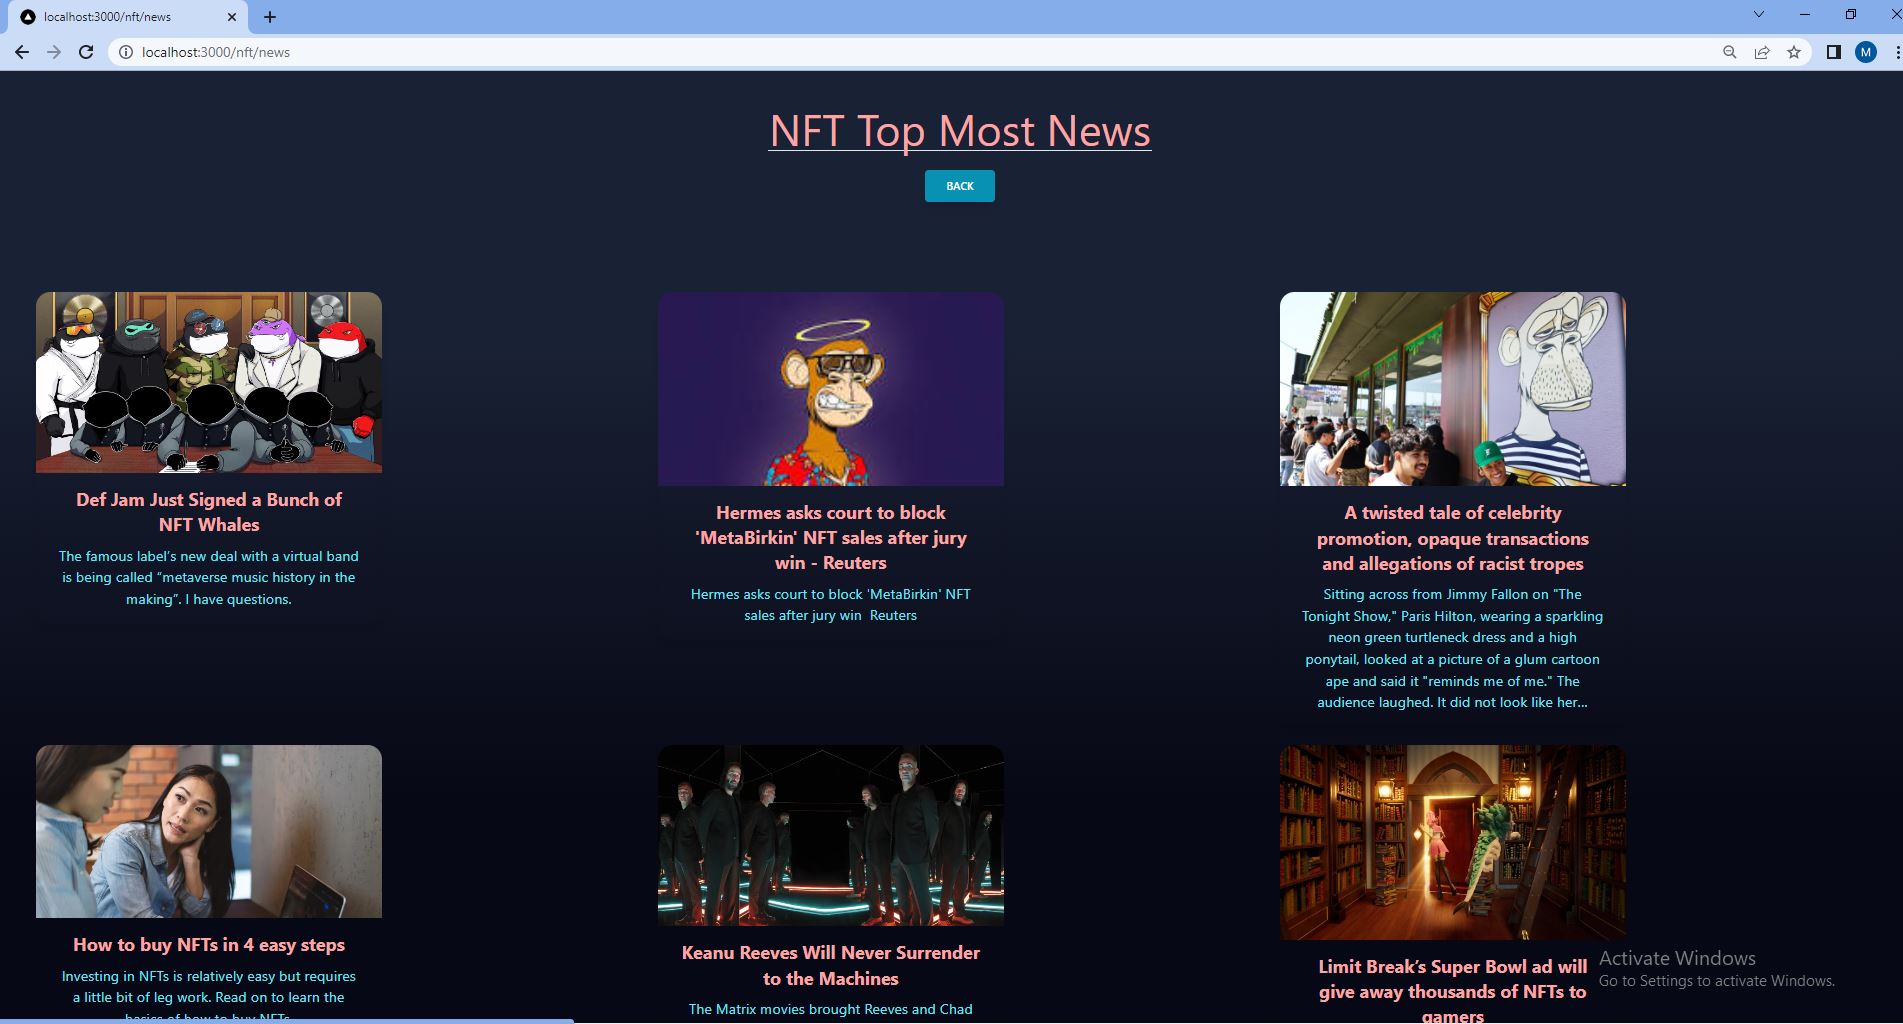 localhost:3000/nft/news
localhost:3000/nft/news
M
NFT Top Most News
BACK
Def Jam Just Signed a Bunch of
NFT Whales
The famous label’s new deal with a virtual band
is being called “metaverse music history in the
making”. I have questions.
Hermes asks court to block
'MetaBirkin' NFT sales after jury
win - Reuters
Hermes asks court to block 'MetaBirkin' NFT
sales after jury win  Reuters
A twisted tale of celebrity
promotion, opaque transactions
and allegations of racist tropes
Sitting across from Jimmy Fallon on "The
Tonight Show," Paris Hilton, wearing a sparkling
neon green turtleneck dress and a high
ponytail, looked at a picture of a glum cartoon
ape and said it "reminds me of me." The
audience laughed. It did not look like her...
How to buy NFTs in 4 easy steps
Investing in NFTs is relatively easy but requires
a little bit of leg work. Read on to learn the
basics of how to buy NFTs
Keanu Reeves Will Never Surrender
to the Machines
The Matrix movies brought Reeves and Chad
Limit Break’s Super Bowl ad will
give away thousands of NFTs to
gamers
Activate Windows
Go to Settings to activate Windows.